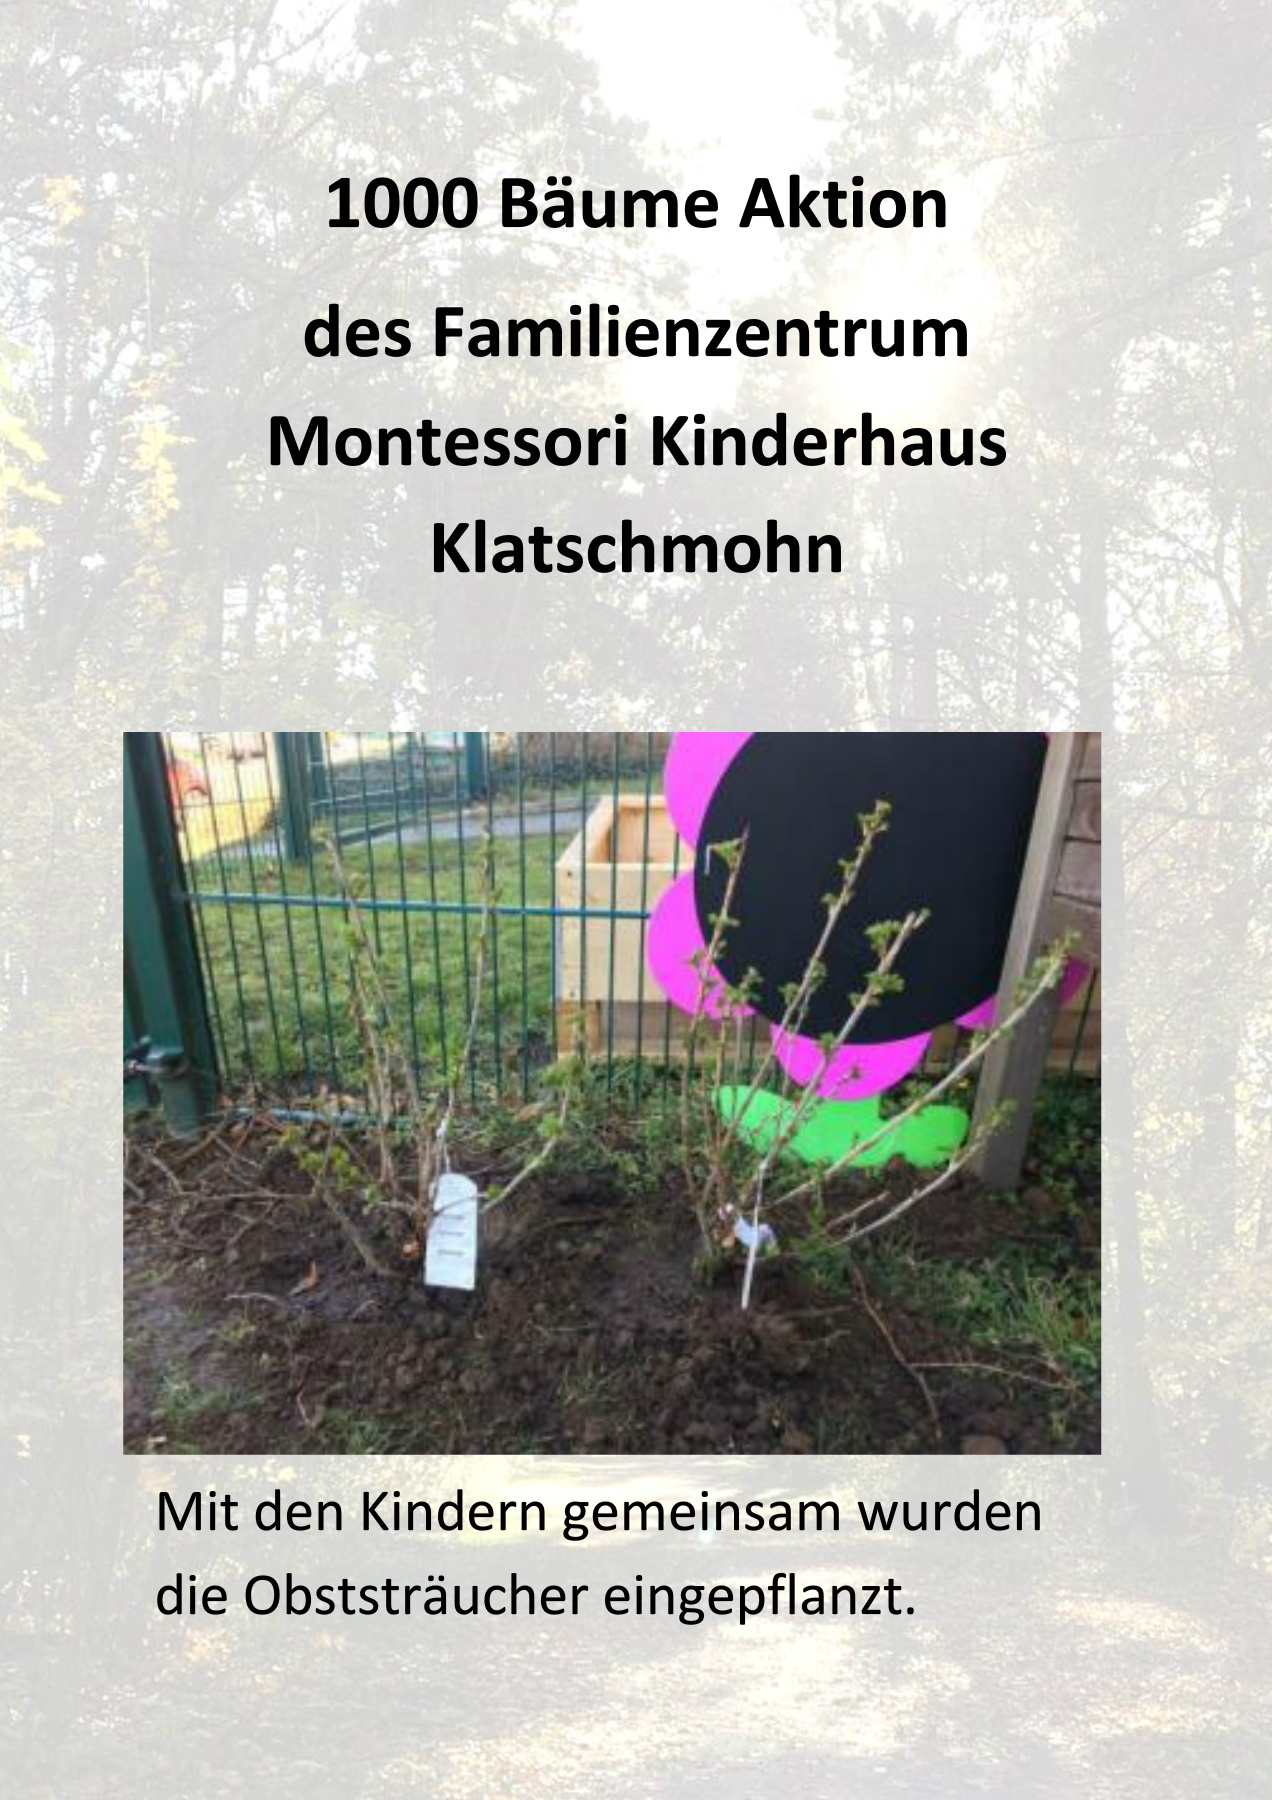 1000 Bäume Aktion
des Familienzentrum
Montessori Kinderhaus
Klatschmohn
Mit den Kindern gemeinsam wurden
die Obststräucher eingepflanzt.